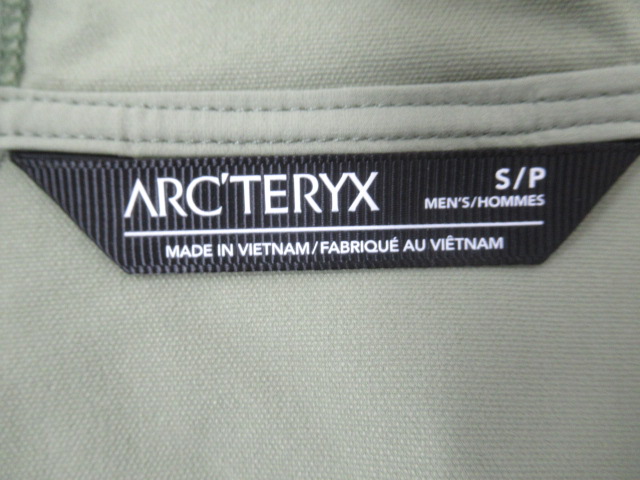 ARC'TERYX
S/P
MEN'S/HOMMES
MADE IN VIETNAM/FABRIQUÉ AU VIÊTNAM